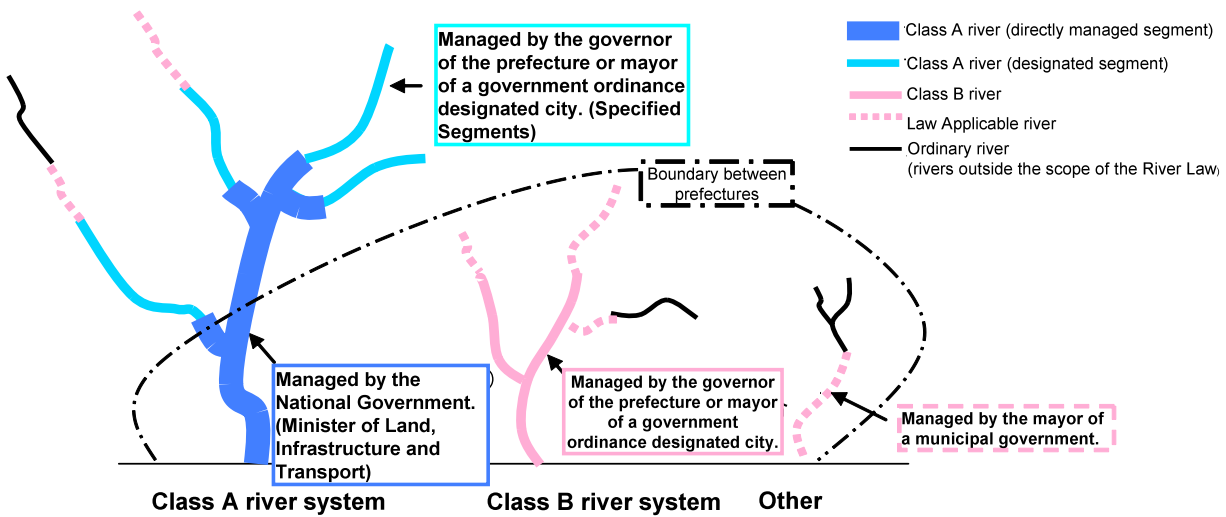 Managed by the governor
of the prefecture or mayor
of a government ordinance
designated city. (Specified
Segments)
Class A river (directly managed segment)
Class A river (designated segment)
Class B river
Law Applicable river
Ordinary river
(rivers outside the scope of the River Law)
Boundary between
prefectures
Managed by the
National Government.
(Minister of Land,
Infrastructure and
Transport)
)
Managed by the governor
of the prefecture or mayor
of a government
ordinance designated city.
Managed by the mayor of
a municipal government.
Class A river system
Class B river system
Other